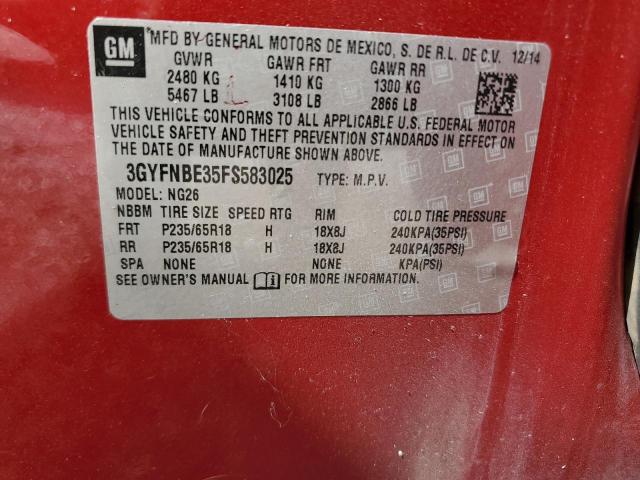 GM
MFD BY GENERAL MOTORS DE MEXICO, S. DE R.L. DE C.V. 12/14
GVWR GAWR FRT GAWR RR
2480 KG 1410 KG 1300 KG
5467 LB 3108 LB 2866 LB
THIS VEHICLE CONFORMS TO ALL APPLICABLE U.S. FEDERAL MOTOR
VEHICLE SAFETY AND THEFT PREVENTION STANDARDS IN EFFECT ON
THE DATE OF MANUFACTURE SHOWN ABOVE.
3GYFNBE35FS583025 TYPE: M.P.V.
MODEL: NG26
NBBM TIRE SIZE SPEED RTG RIM COLD TIRE PRESSURE
FRT P235/65R18 H 18X8J 240KPA(35PSI)
RR P235/65R18 H 18X8J 240KPA(35PSI)
SPA NONE NONE KPA(PSI)
SEE OWNER'S MANUAL FOR MORE INFORMATION.